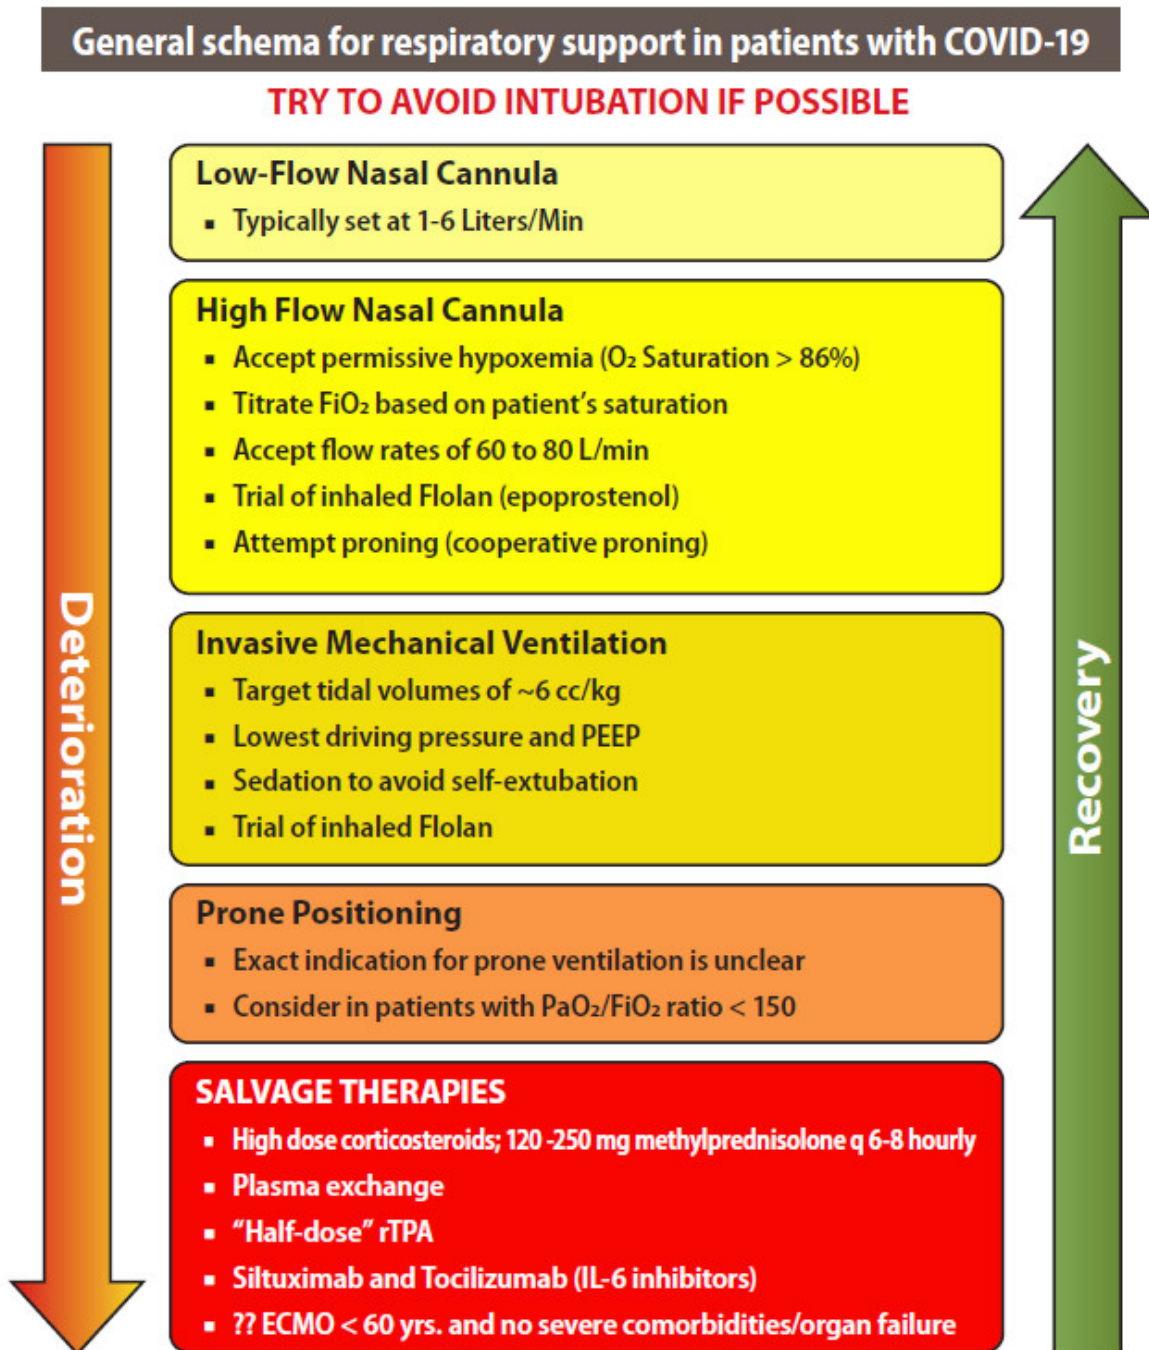 General schema for respiratory support in patients with COVID-19
TRY TO AVOID INTUBATION IF POSSIBLE
Deterioration
Low-Flow Nasal Cannula
▪ Typically set at 1-6 Liters/Min
High Flow Nasal Cannula
▪ Accept permissive hypoxemia (O₂ Saturation > 86%)
▪ Titrate FiO₂ based on patient’s saturation
▪ Accept flow rates of 60 to 80 L/min
▪ Trial of inhaled Flolan (epoprostenol)
▪ Attempt proning (cooperative proning)
Invasive Mechanical Ventilation
▪ Target tidal volumes of ~6 cc/kg
▪ Lowest driving pressure and PEEP
▪ Sedation to avoid self-extubation
▪ Trial of inhaled Flolan
Prone Positioning
▪ Exact indication for prone ventilation is unclear
▪ Consider in patients with PaO₂/FiO₂ ratio < 150
SALVAGE THERAPIES
▪ High dose corticosteroids; 120 -250 mg methylprednisolone q 6-8 hourly
▪ Plasma exchange
▪ “Half-dose” rTPA
▪ Siltuximab and Tocilizumab (IL-6 inhibitors)
▪ ?? ECMO < 60 yrs. and no severe comorbidities/organ failure
Recovery